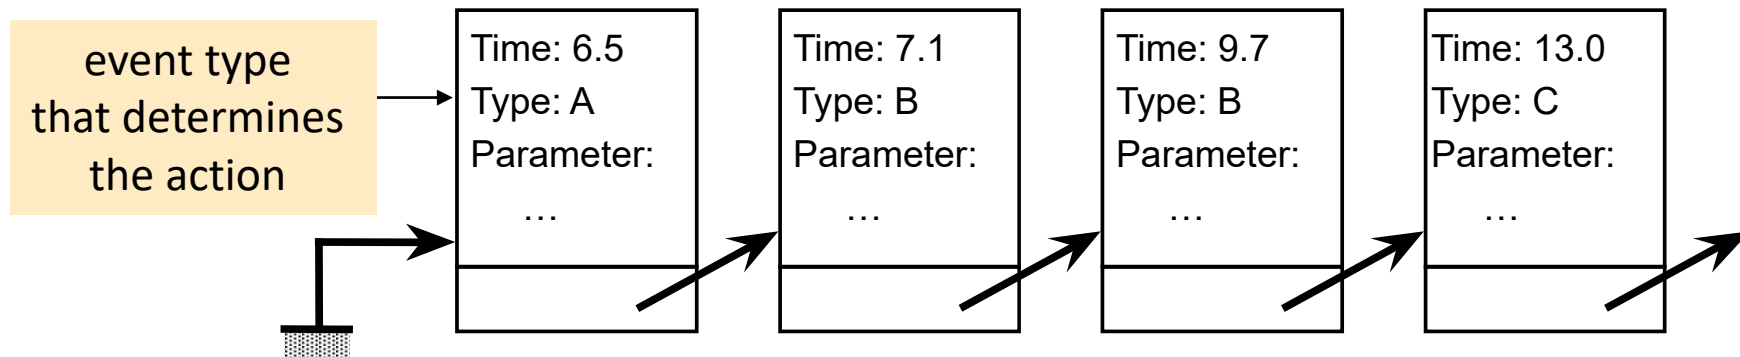 event type
that determines
the action
Time: 6.5
Type: A
Parameter:
…
Time: 7.1
Type: B
Parameter:
…
Time: 9.7
Type: B
Parameter:
…
Time: 13.0
Type: C
Parameter:
…